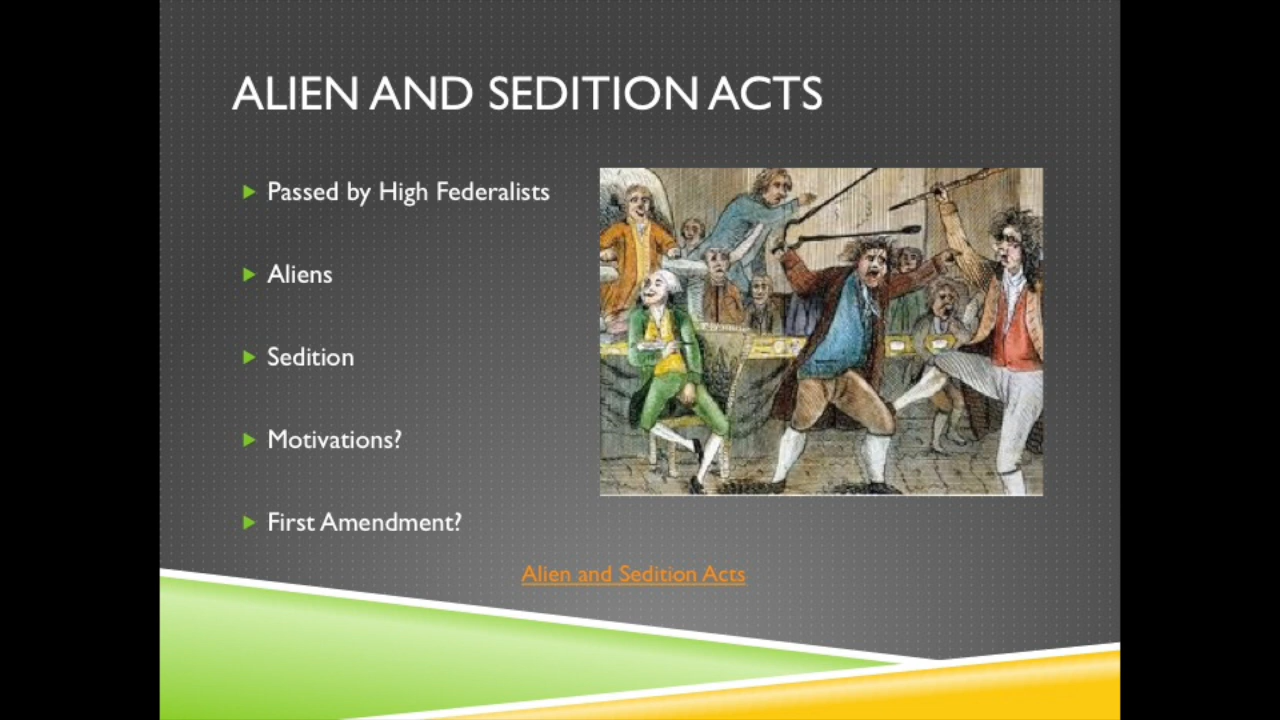 ALIEN AND SEDITION ACTS
Passed by High Federalists
Aliens
Sedition
Motivations?
First Amendment?
Alien and Sedition Acts